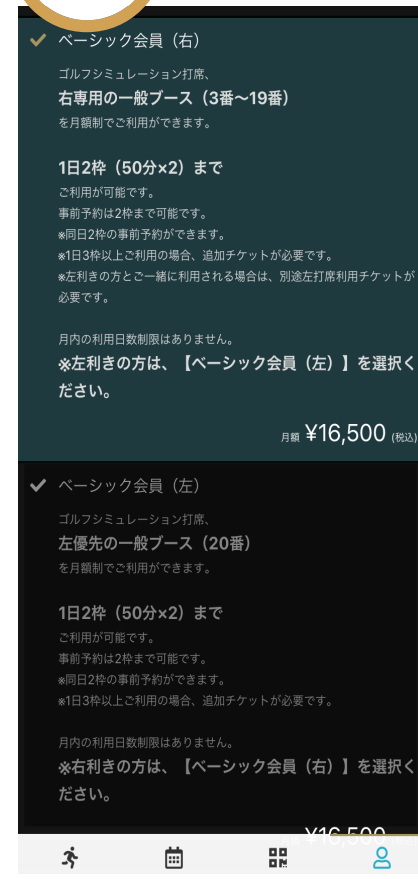 ベーシック会員（右）
ゴルフシミュレーション打席、
右専用の一般ブース（3番〜19番）
を月額制でご利用ができます。
1日2枠（50分×2）まで
ご利用が可能です。
事前予約は2枠まで可能です。
※同日2枠の事前予約ができます。
※1日3枠以上ご利用の場合、追加チケットが必要です。
※左利きの方とご一緒に利用される場合は、別途左打席利用チケットが
必要です。
月内の利用日数制限はありません。
※左利きの方は、【ベーシック会員（左）】を選択く
ださい。
月額 ¥16,500 (税込)
ベーシック会員（左）
ゴルフシミュレーション打席、
左優先の一般ブース（20番）
を月額制でご利用ができます。
1日2枠（50分×2）まで
ご利用が可能です。
事前予約は2枠まで可能です。
※同日2枠の事前予約ができます。
※1日3枠以上ご利用の場合、追加チケットが必要です。
月内の利用日数制限はありません。
※右利きの方は、【ベーシック会員（右）】を選択く
ださい。
¥16,500